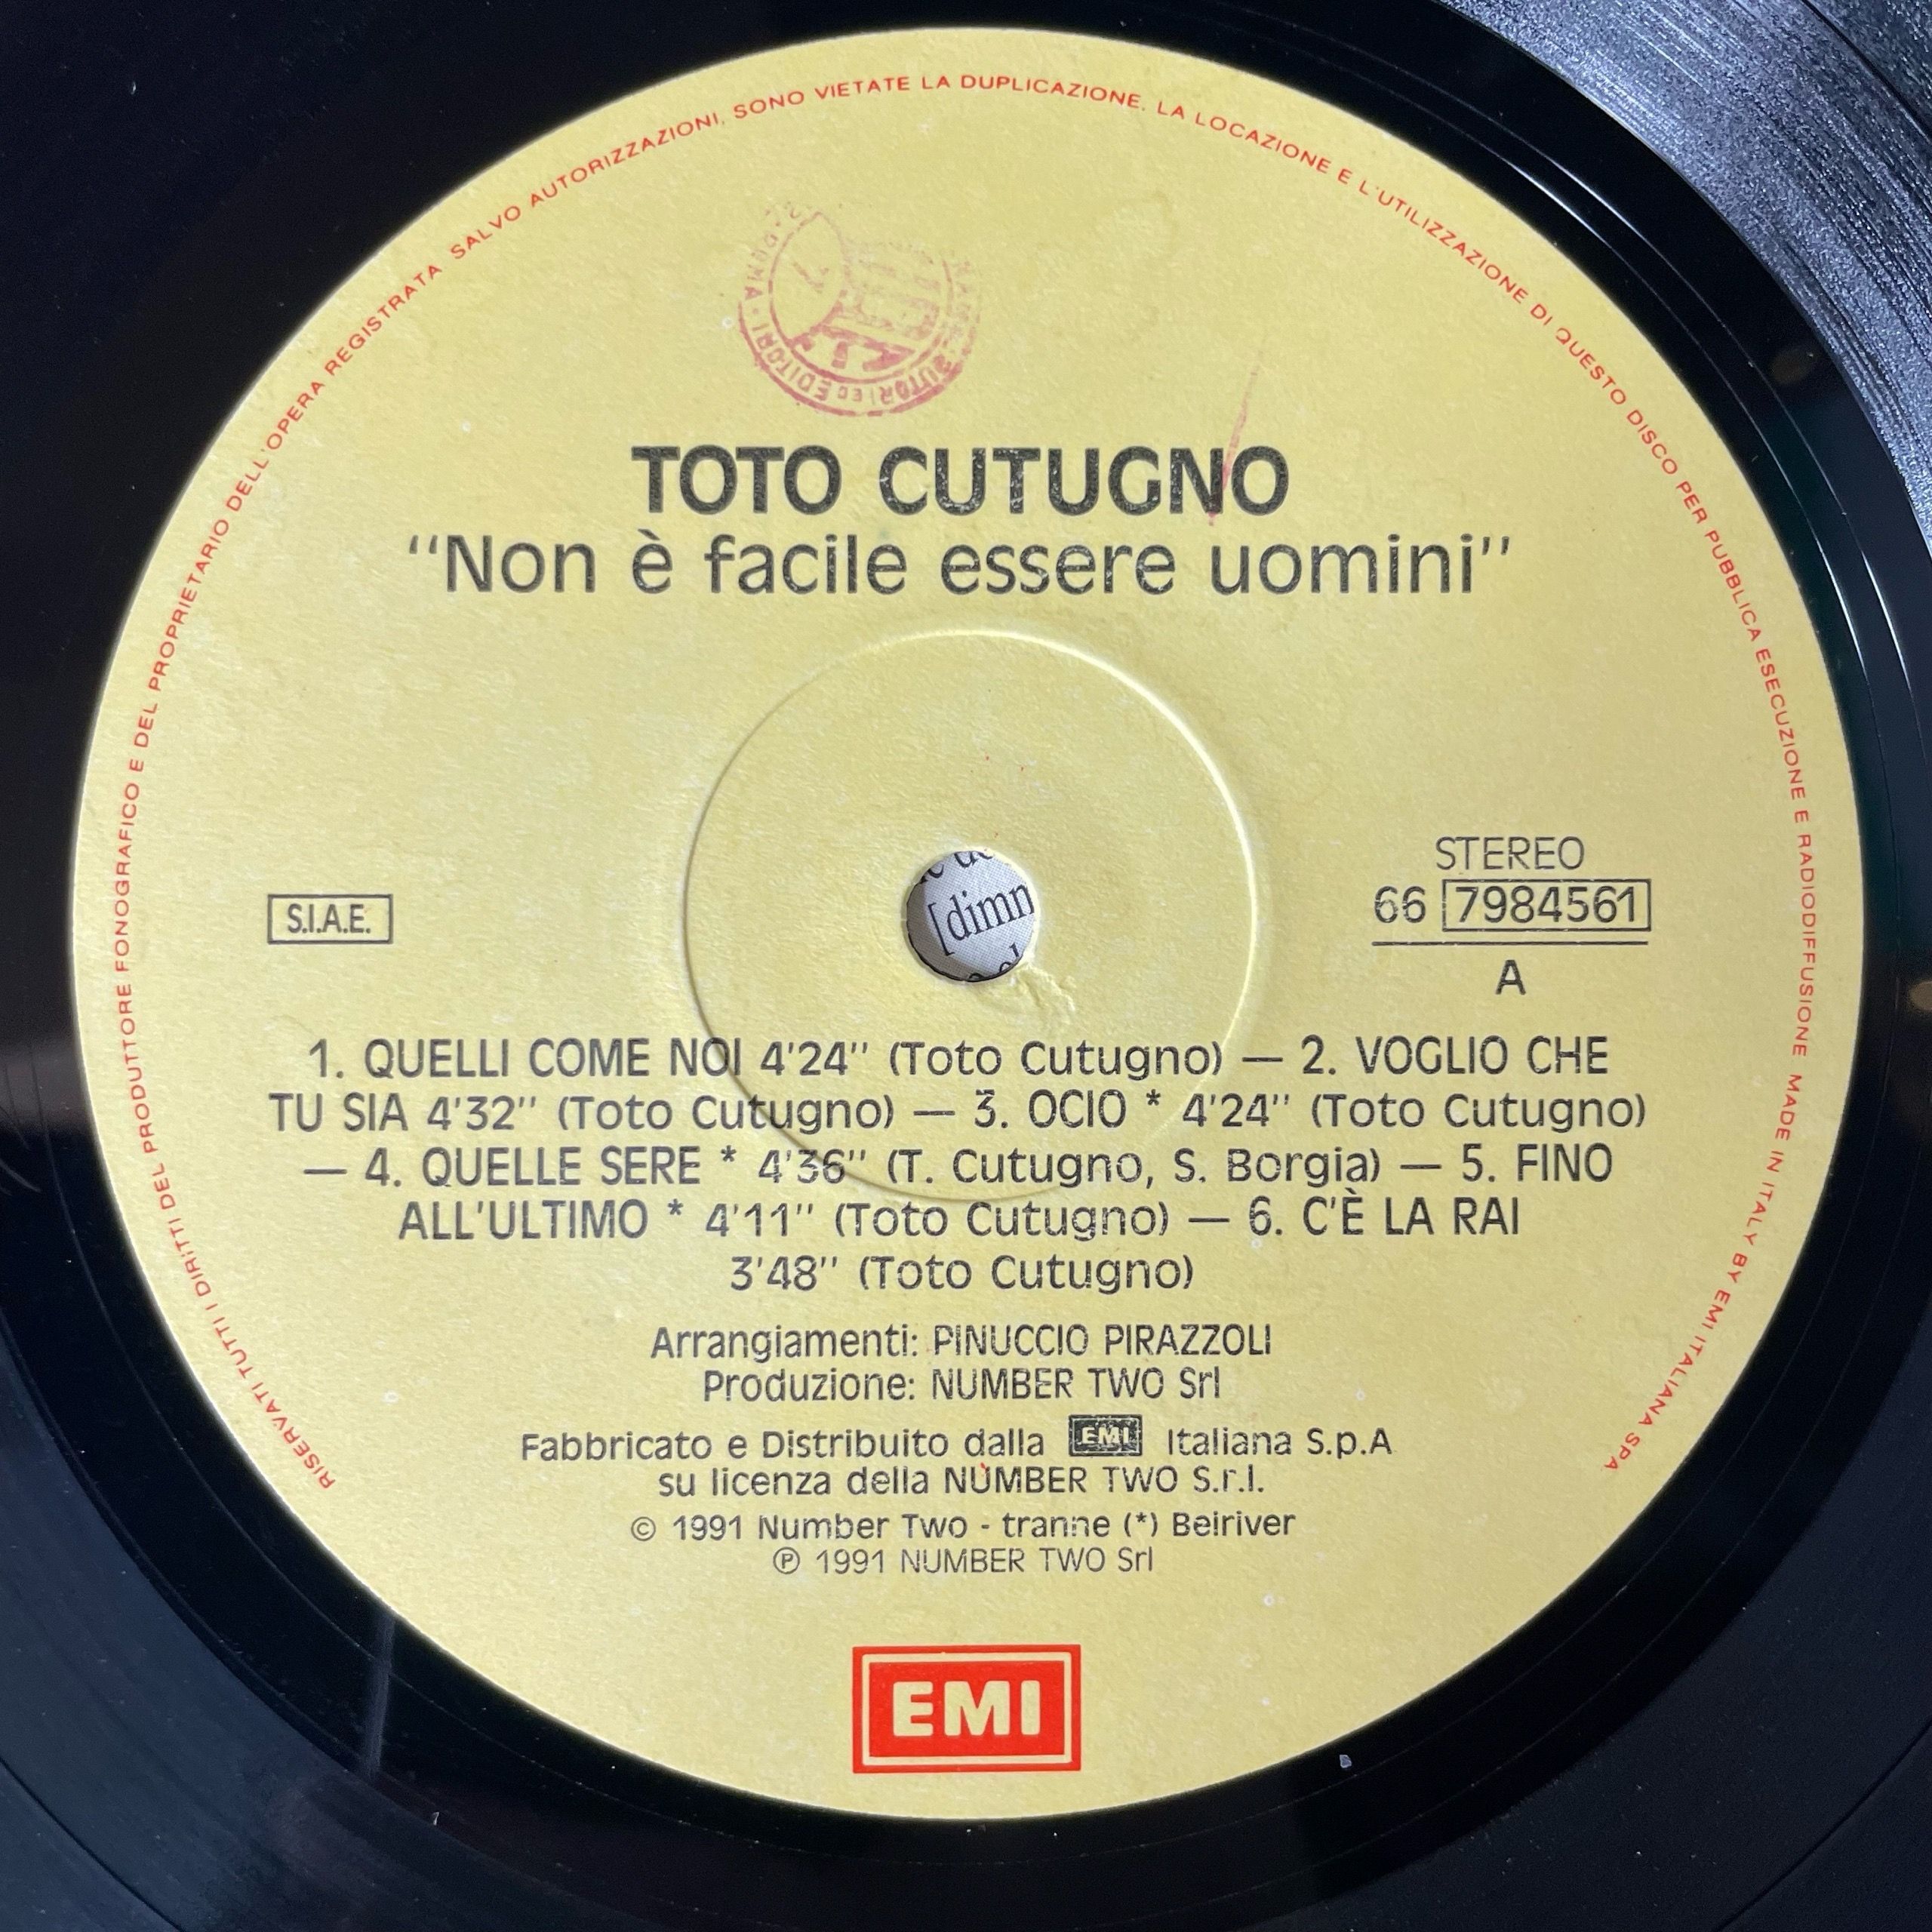 RISERVATI TUTTI I DIRITTI DEL PRODUTTORE FONOGRAFICO E DEL PROPRIETARIO DELL'OPERA REGISTRATA SALVO AUTORIZZAZIONI, SONO VIETATE LA DUPLICAZIONE, LA LOCAZIONE E L'UTILIZZAZIONE DI QUESTO DISCO PER PUBBLICA ESECUZIONE E RADIODIFFUSIONE MADE IN ITALY BY EMI ITALIANA SPA
AUTORI ED EDITORI · ROMA ·
TOTO CUTUGNO
“Non è facile essere uomini”
STEREO
66 7984561
S.I.A.E.
[dimn
A
1. QUELLI COME NOI 4'24'' (Toto Cutugno) — 2. VOGLIO CHE
TU SIA 4'32'' (Toto Cutugno) — 3. OCIO * 4'24'' (Toto Cutugno)
— 4. QUELLE SERE * 4'36'' (T. Cutugno, S. Borgia) — 5. FINO
ALL'ULTIMO * 4'11'' (Toto Cutugno) — 6. C'È LA RAI
3'48'' (Toto Cutugno)
Arrangiamenti: PINUCCIO PIRAZZOLI
Produzione: NUMBER TWO Srl
Fabbricato e Distribuito dalla EMI Italiana S.p.A
su licenza della NUMBER TWO S.r.l.
© 1991 Number Two - tranne (*) Belriver
℗ 1991 NUMBER TWO Srl
EMI